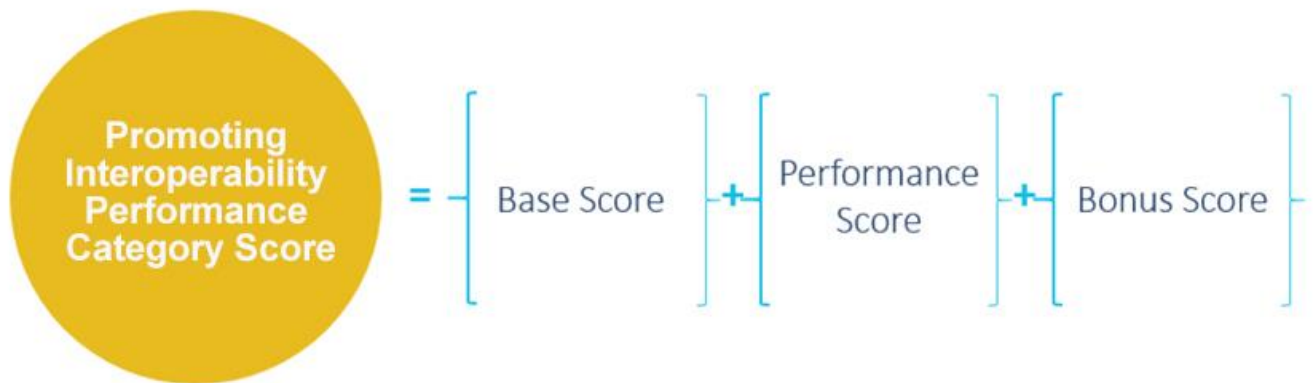 Promoting
Interoperability
Performance
Category Score
=
Base Score
+
Performance
Score
+
Bonus Score